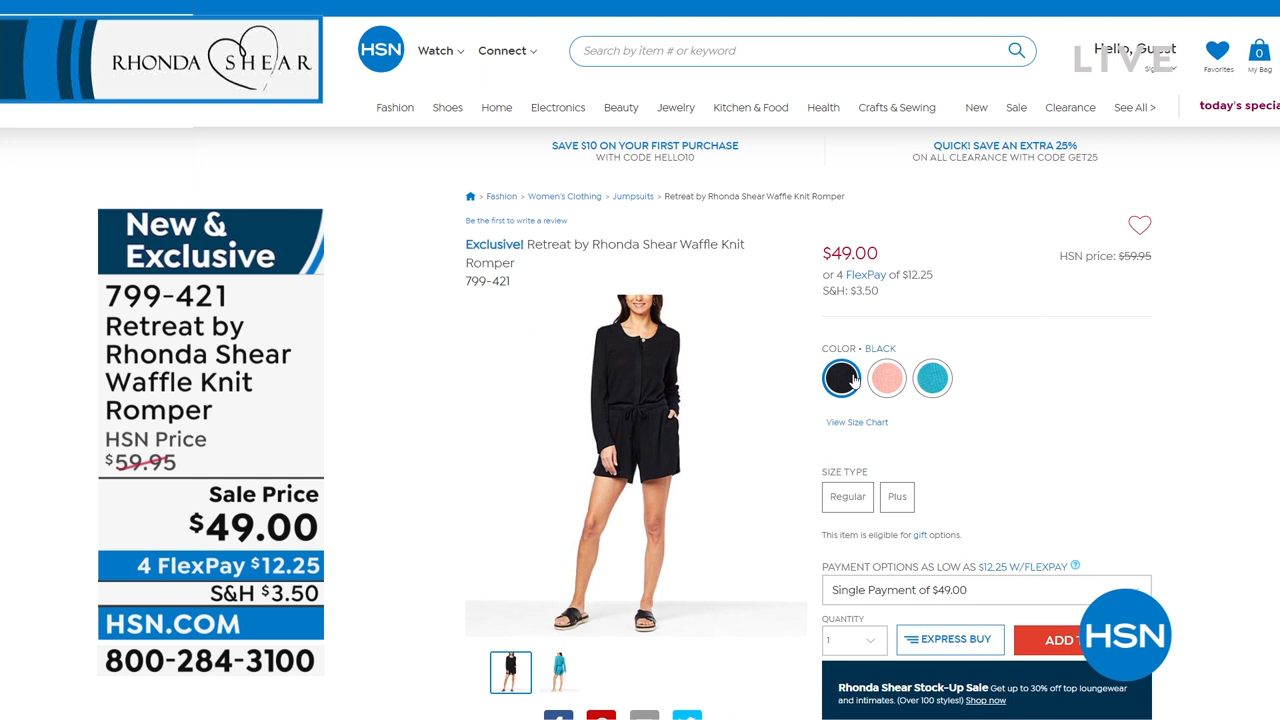 RHONDA SHEAR
HSN
Watch
Connect
Search by item # or keyword
Hello, Guest
LIVE
Favorites
0
My Bag
Fashion
Shoes
Home
Electronics
Beauty
Jewelry
Kitchen & Food
Health
Crafts & Sewing
New
Sale
Clearance
See All >
today's specia
SAVE $10 ON YOUR FIRST PURCHASE
WITH CODE HELLO10
QUICK! SAVE AN EXTRA 25%
ON ALL CLEARANCE WITH CODE GET25
> Fashion > Women's Clothing > Jumpsuits > Retreat by Rhonda Shear Waffle Knit Romper
Be the first to write a review
Exclusive! Retreat by Rhonda Shear Waffle Knit
Romper
799-421
$49.00
HSN price: $59.95
or 4 FlexPay of $12.25
S&H: $3.50
COLOR • BLACK
View Size Chart
SIZE TYPE
Regular
Plus
This item is eligible for gift options.
PAYMENT OPTIONS AS LOW AS $12.25 W/FLEXPAY ?
Single Payment of $49.00
QUANTITY
1
EXPRESS BUY
ADD
HSN
Rhonda Shear Stock-Up Sale Get up to 30% off top loungewear
and intimates. (Over 100 styles!) Shop now
New &
Exclusive
799-421
Retreat by
Rhonda Shear
Waffle Knit
Romper
HSN Price
$59.95
Sale Price
$49.00
4 FlexPay $12.25
S&H $3.50
HSN.COM
800-284-3100